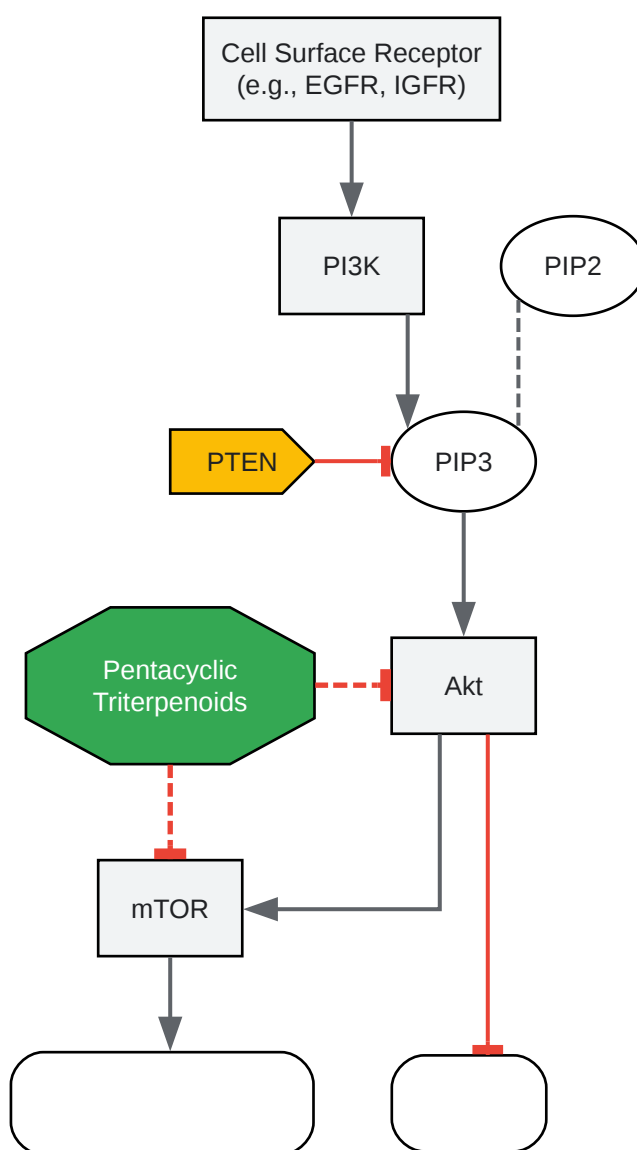 Cell Surface Receptor
(e.g., EGFR, IGFR)
PI3K
PIP2
PTEN
PIP3
Pentacyclic
Triterpenoids
Akt
mTOR